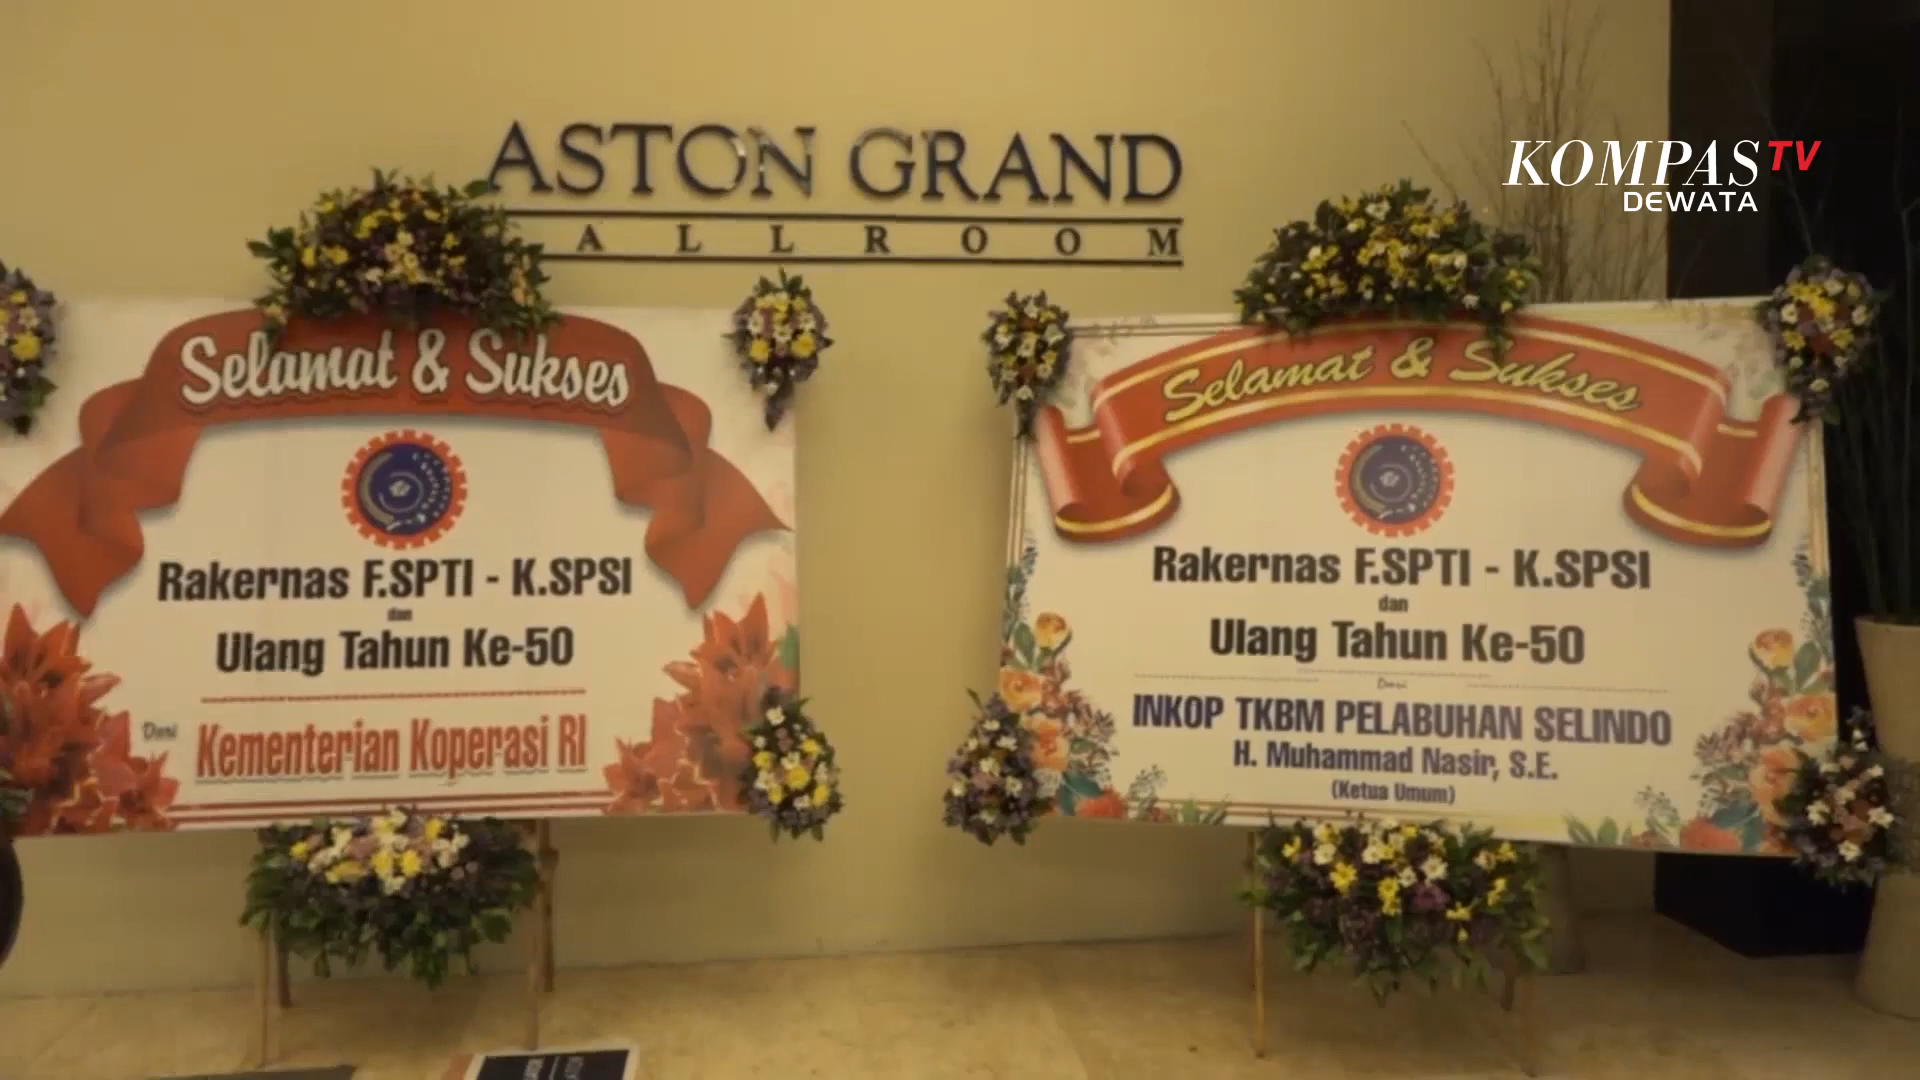 ASTON GRAND
ALLROOM
KOMPAS TV
DEWATA
Selamat & Sukses
Rakernas F.SPTI - K.SPSI
dan
Ulang Tahun Ke-50
Dari
Kementerian Koperasi RI
Selamat & Sukses
Rakernas F.SPTI - K.SPSI
dan
Ulang Tahun Ke-50
Dari
INKOP TKBM PELABUHAN SELINDO
H. Muhammad Nasir, S.E.
(Ketua Umum)